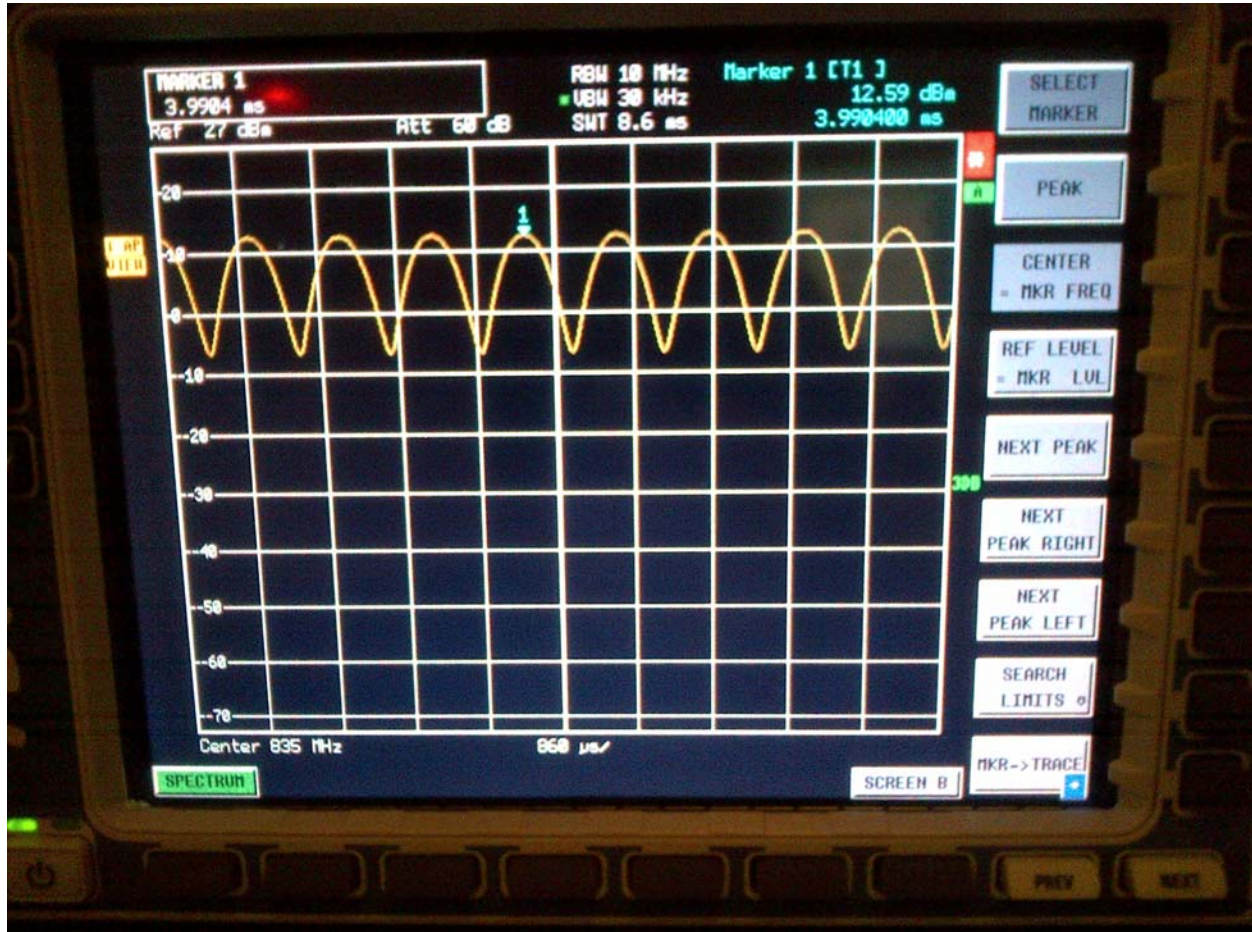 MARKER 1
3.9904 ms
RBW 10 MHz
VBW 30 kHz
SWT 8.6 ms
Marker 1 [T1 ]
12.59 dBm
3.990400 ms
Ref 27 dBm
Att 60 dB
20
10
0
-10
-20
-30
-40
-50
-60
-70
1
1 AP
VIEW
A
3DB
Center 835 MHz
860 µs/
SPECTRUM
SCREEN B
SELECT
MARKER
PEAK
CENTER
= MKR FREQ
REF LEVEL
= MKR LVL
NEXT PEAK
NEXT
PEAK RIGHT
NEXT
PEAK LEFT
SEARCH
LIMITS
MKR->TRACE
PREV
NEXT